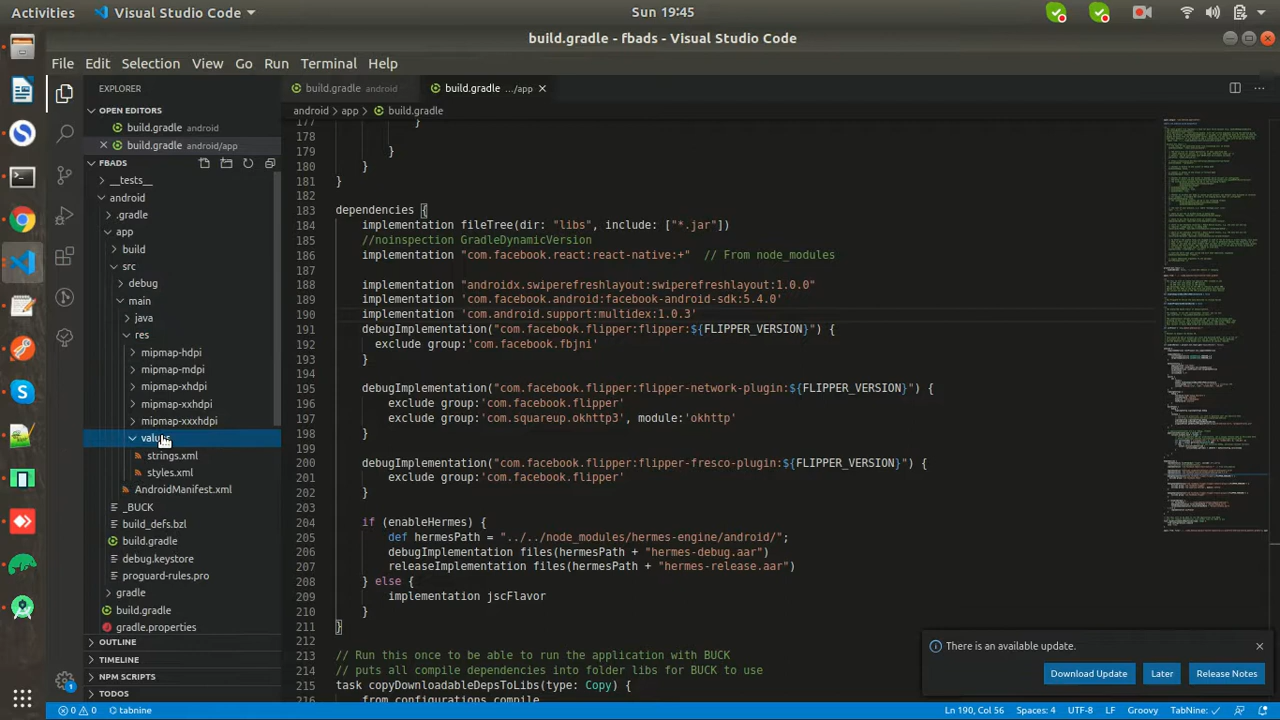 Activities
Visual Studio Code
Sun 19:45
build.gradle - fbads - Visual Studio Code
File Edit Selection View Go Run Terminal Help
EXPLORER
OPEN EDITORS
build.gradle android
build.gradle android/app
FBADS
__tests__
android
.gradle
app
build
src
debug
main
java
res
mipmap-hdpi
mipmap-mdpi
mipmap-xhdpi
mipmap-xxhdpi
mipmap-xxxhdpi
strings.xml
styles.xml
AndroidManifest.xml
_BUCK
build_defs.bzl
build.gradle
debug.keystore
proguard-rules.pro
gradle
build.gradle
gradle.properties
OUTLINE
TIMELINE
NPM SCRIPTS
TODOS
build.gradle android
build.gradle .../app
android > app > build.gradle
177 }
178
179 }
180 }
181 }
182
183 dependencies {
184 implementation fileTree(dir: "libs", include: ["*.jar"])
185 //noinspection GradleDynamicVersion
186 implementation "com.facebook.react:react-native:+" // From node_modules
187
188 implementation "androidx.swiperefreshlayout:swiperefreshlayout:1.0.0"
189 implementation 'com.facebook.android:facebook-android-sdk:5.4.0'
190 implementation 'com.android.support:multidex:1.0.3'
191 debugImplementation("com.facebook.flipper:flipper:${FLIPPER_VERSION}") {
192 exclude group:'com.facebook.fbjni'
193 }
194
195 debugImplementation("com.facebook.flipper:flipper-network-plugin:${FLIPPER_VERSION}") {
196 exclude group:'com.facebook.flipper'
197 exclude group:'com.squareup.okhttp3', module:'okhttp'
198 }
199
200 debugImplementation("com.facebook.flipper:flipper-fresco-plugin:${FLIPPER_VERSION}") {
201 exclude group:'com.facebook.flipper'
202 }
203
204 if (enableHermes) {
205 def hermesPath = "../../node_modules/hermes-engine/android/";
206 debugImplementation files(hermesPath + "hermes-debug.aar")
207 releaseImplementation files(hermesPath + "hermes-release.aar")
208 } else {
209 implementation jscFlavor
210 }
211 }
212
213 // Run this once to be able to run the application with BUCK
214 // puts all compile dependencies into folder libs for BUCK to use
215 task copyDownloadableDepsToLibs(type: Copy) {
216 from configurations.compile
There is an available update.
Download Update
Later
Release Notes
0 0 tabnine
Ln 190, Col 56 Spaces: 4 UTF-8 LF Groovy TabNine: